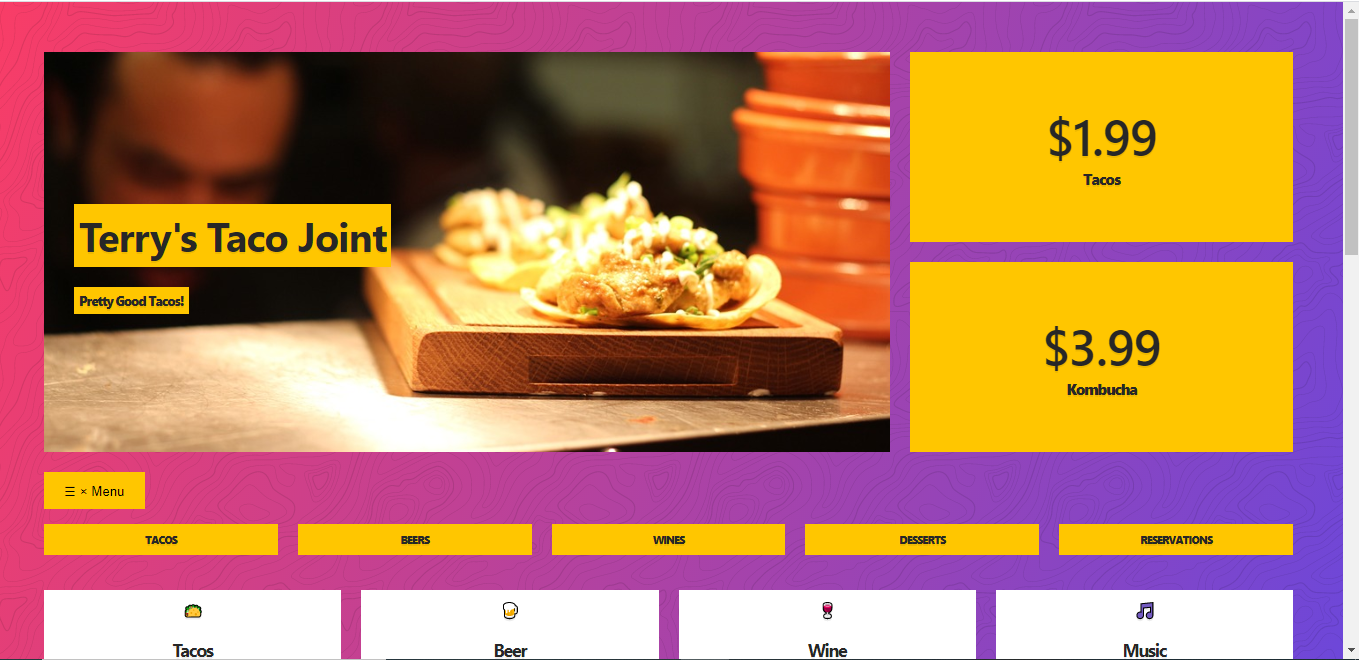 Terry's Taco Joint
Pretty Good Tacos!
$1.99
Tacos
$3.99
Kombucha
☰ × Menu
TACOS
BEERS
WINES
DESSERTS
RESERVATIONS
Tacos
Beer
Wine
Music